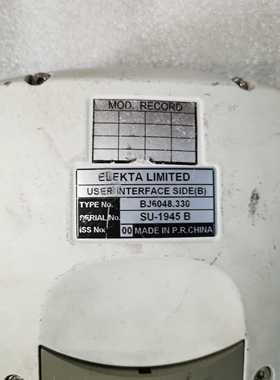 MOD. RECORD
ELEKTA LIMITED
USER INTERFACE SIDE(B)
TYPE No. BJ6048.330
SERIAL No. SU-1945 B
ISS No. 00 MADE IN P.R.CHINA